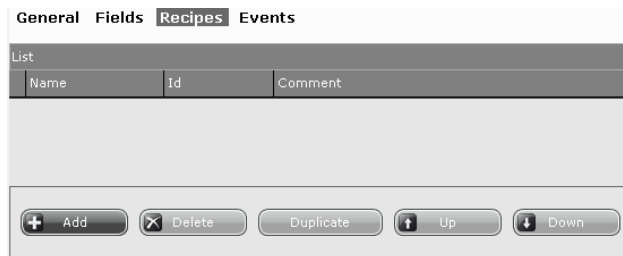 General Fields Recipes Events
List
Name Id Comment
Add Delete Duplicate Up Down